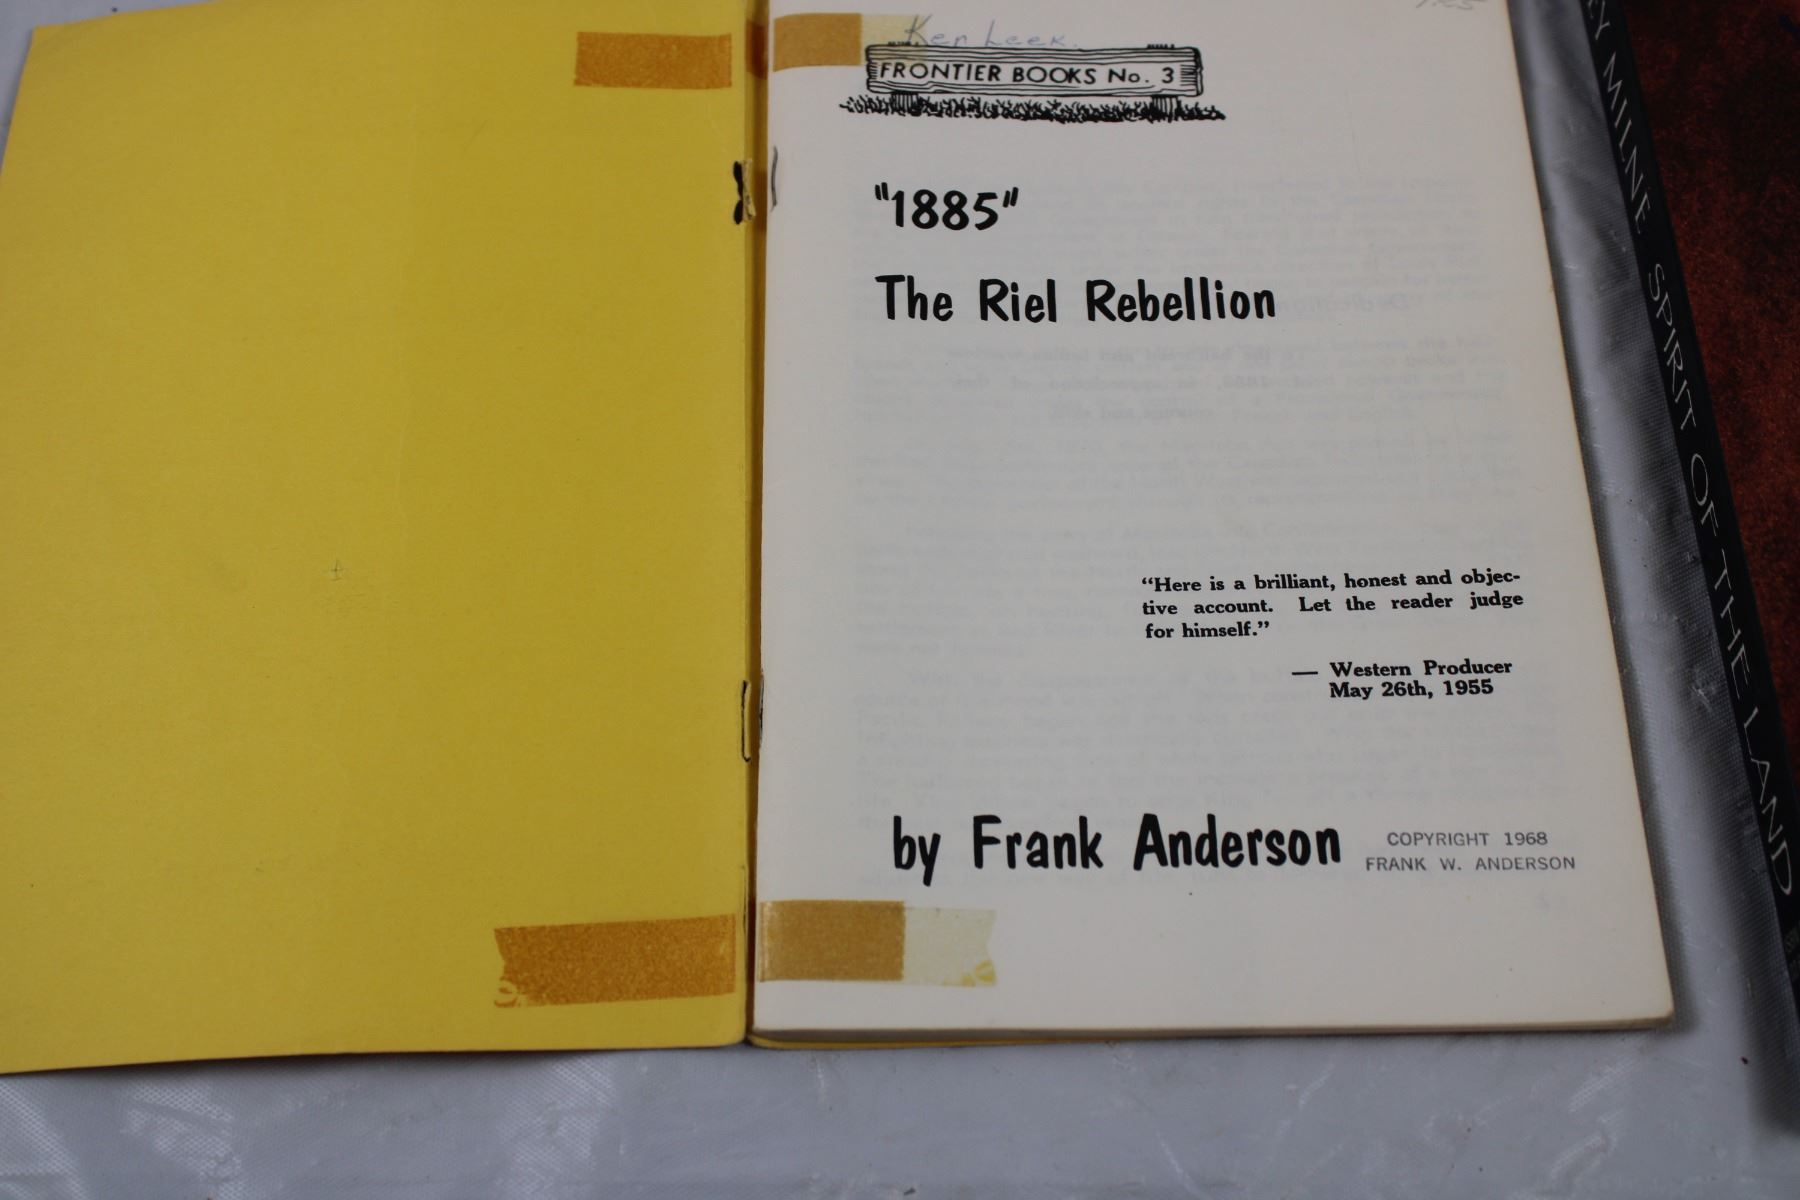 Ken Leek.
FRONTIER BOOKS No. 3
"1885"
The Riel Rebellion
"Here is a brilliant, honest and objec-
tive account. Let the reader judge
for himself."
— Western Producer
May 26th, 1955
by Frank Anderson
COPYRIGHT 1968
FRANK W. ANDERSON
MILNE SPIRIT OF THE LAND